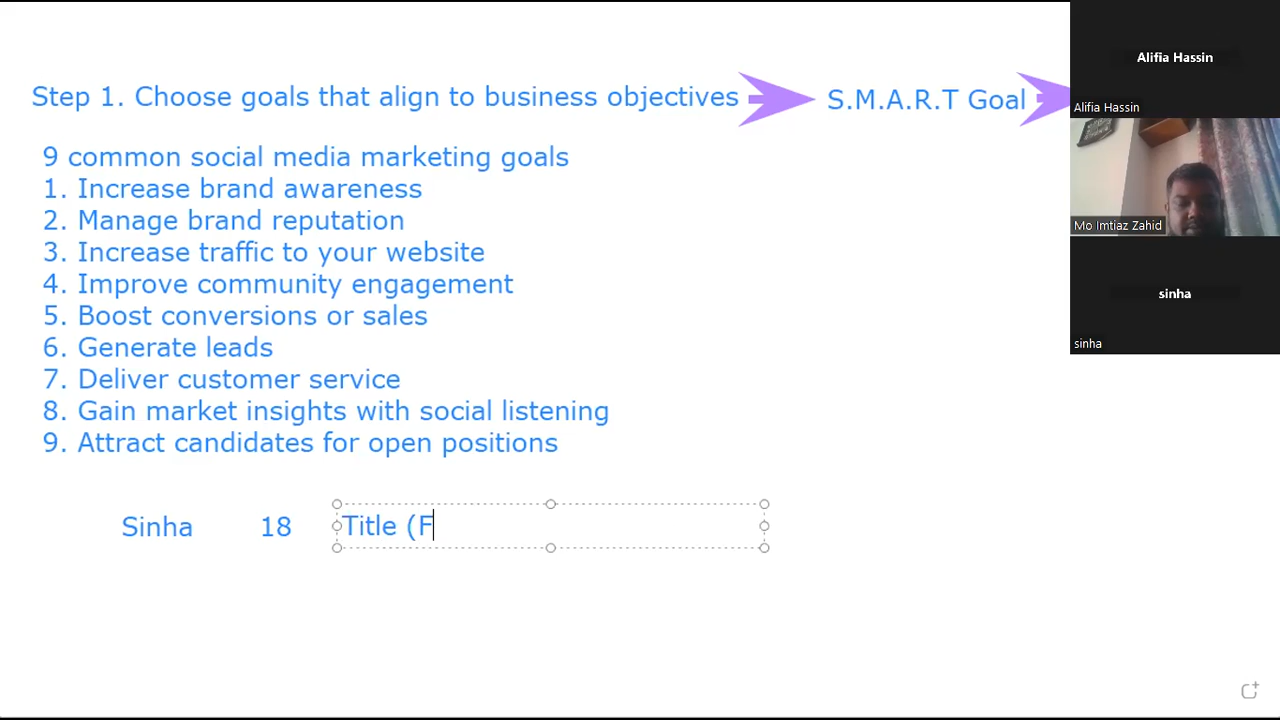 Step 1. Choose goals that align to business objectives
S.M.A.R.T Goal
9 common social media marketing goals
1. Increase brand awareness
2. Manage brand reputation
3. Increase traffic to your website
4. Improve community engagement
5. Boost conversions or sales
6. Generate leads
7. Deliver customer service
8. Gain market insights with social listening
9. Attract candidates for open positions
Sinha 18 Title (F
Alifia Hassin
Alifia Hassin
Mo Imtiaz Zahid
sinha
sinha